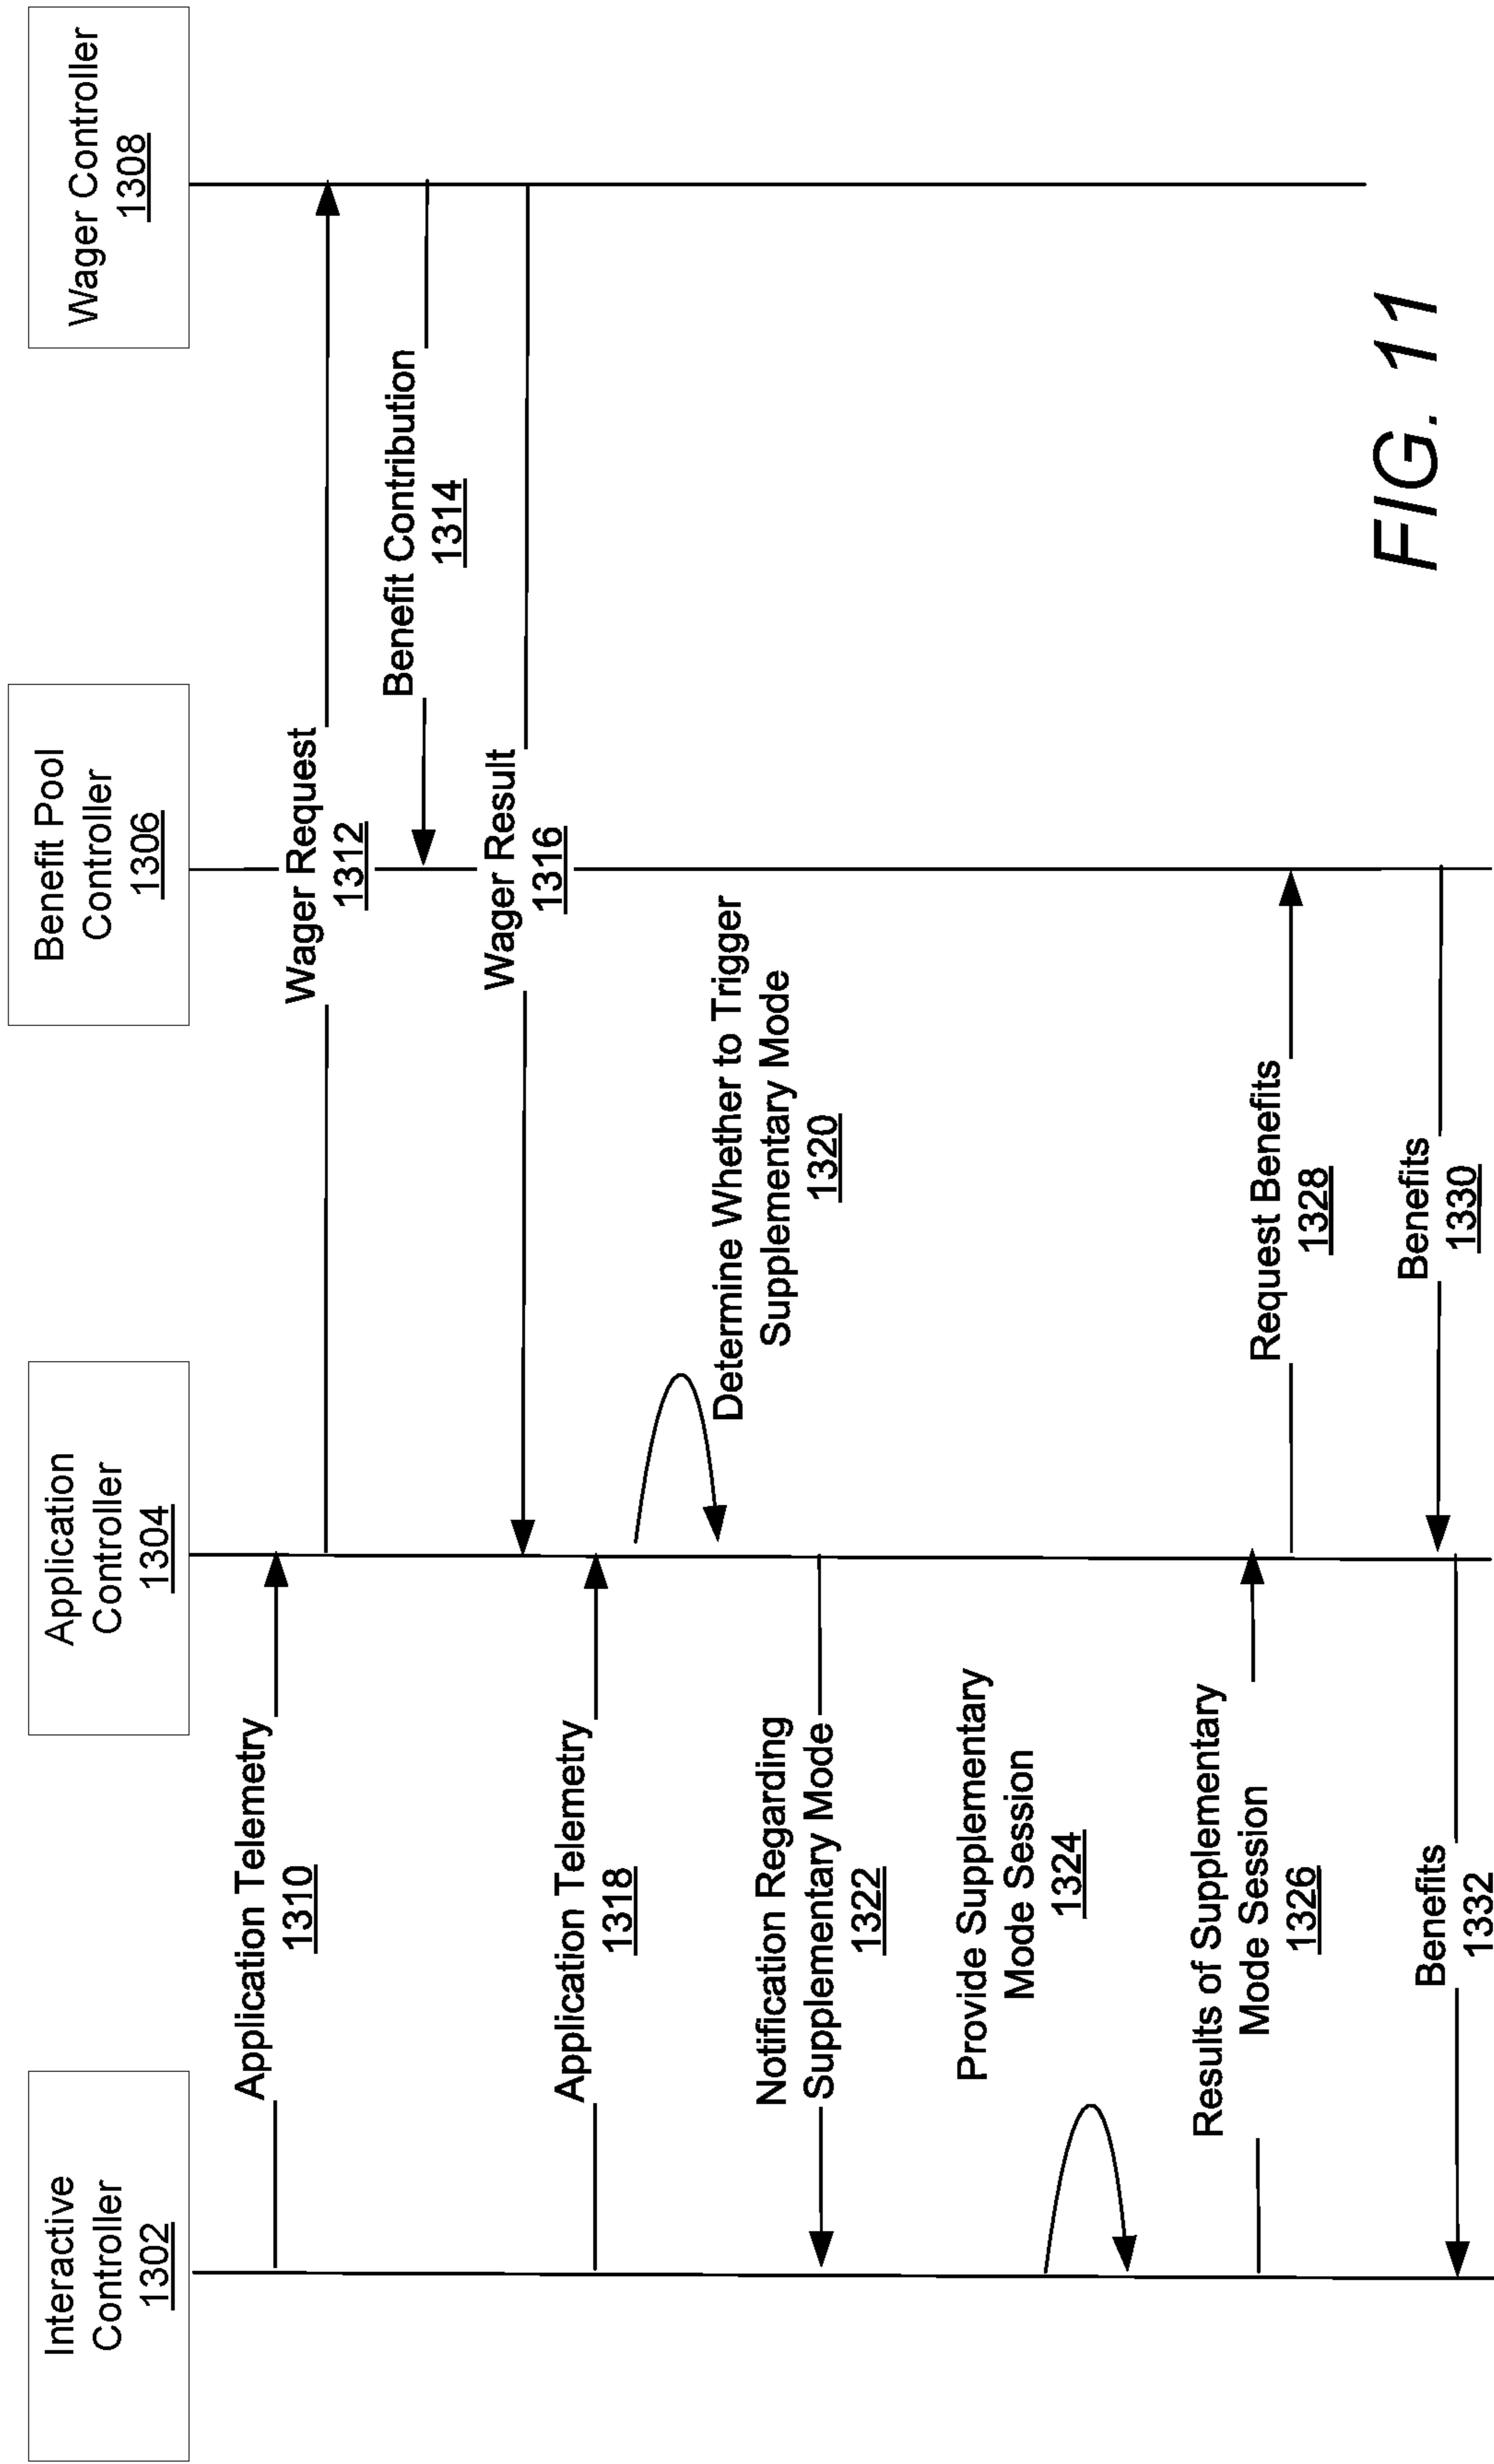 Interactive
Controller
1302
Application
Controller
1304
Benefit Pool
Controller
1306
Wager Controller
1308
Application Telemetry
1310
Wager Request
1312
Benefit Contribution
1314
Wager Result
1316
Application Telemetry
1318
Determine Whether to Trigger
Supplementary Mode
1320
Notification Regarding
Supplementary Mode
1322
Provide Supplementary
Mode Session
1324
Results of Supplementary
Mode Session
1326
Request Benefits
1328
Benefits
1330
Benefits
1332
FIG. 11